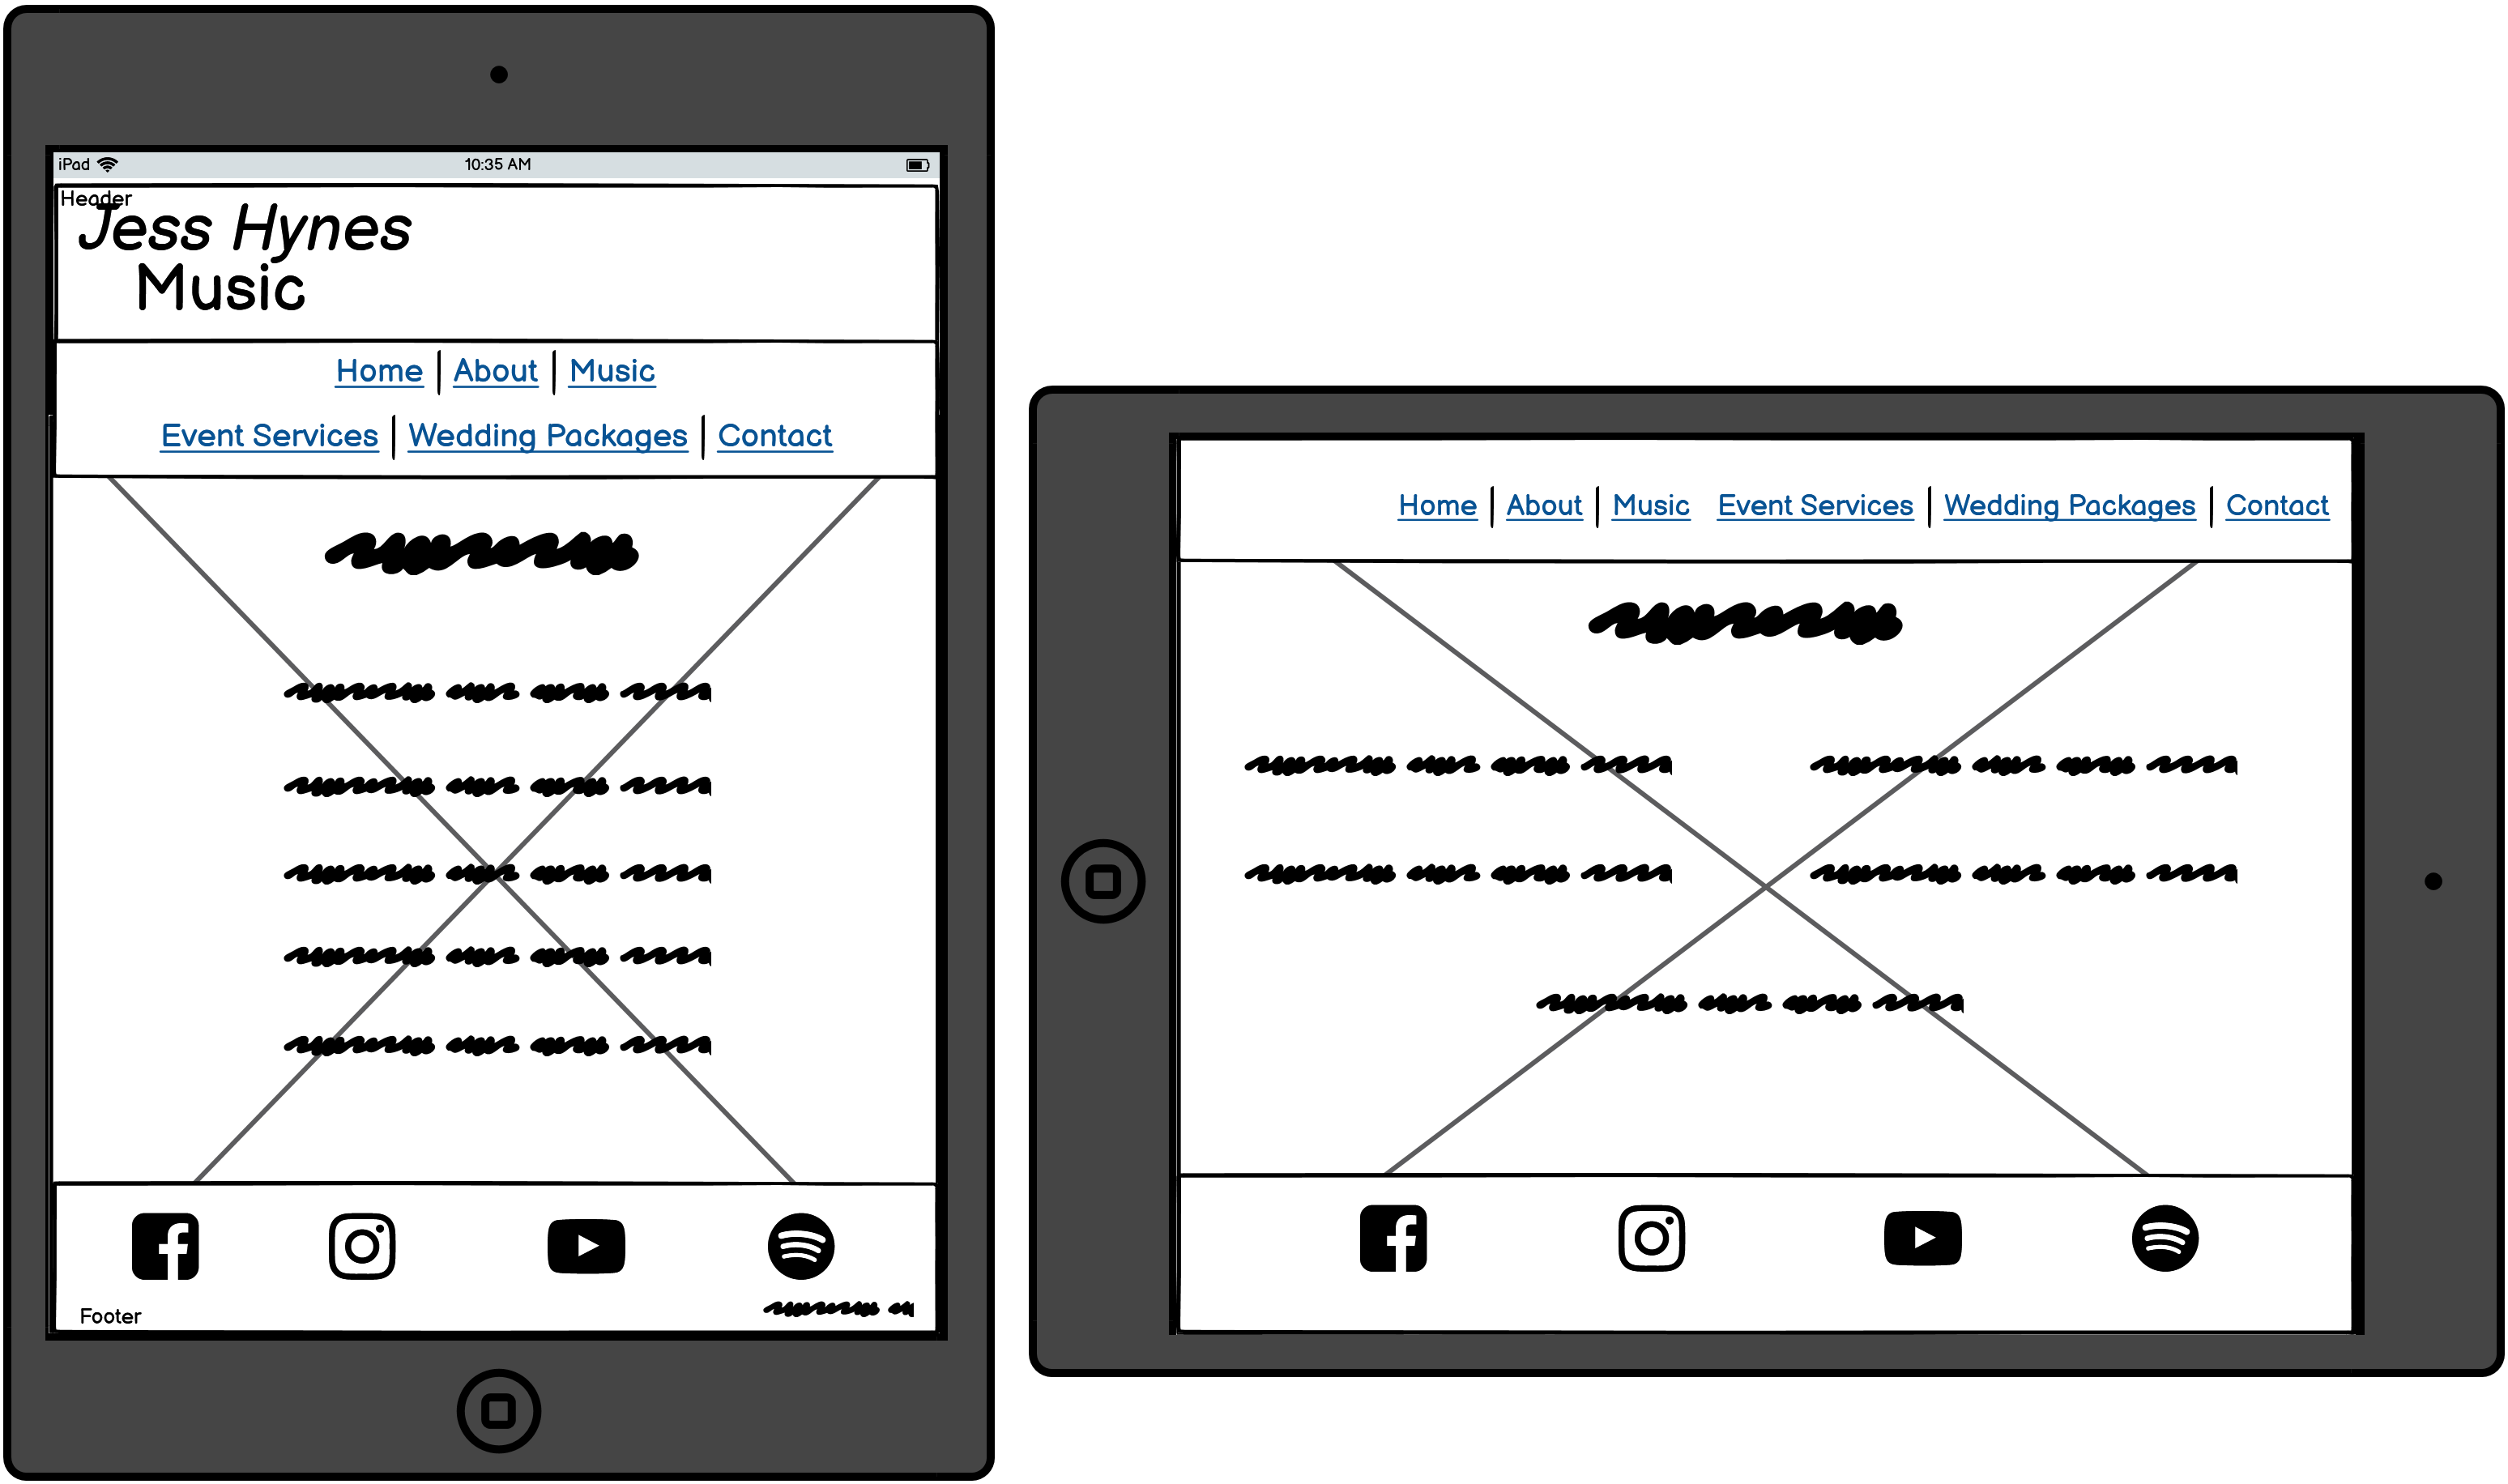 iPad 10:35 AM
Header
Jess Hynes
Music
Home | About | Music
Event Services | Wedding Packages | Contact
Footer
Home | About | Music Event Services | Wedding Packages | Contact